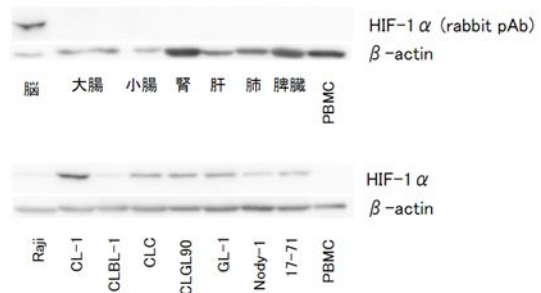 HIF-1α (rabbit pAb)
β-actin
脳 大腸 小腸 腎 肝 肺 脾臓 PBMC
HIF-1α
β-actin
Raji CL-1 CLBL-1 CLC CLGL90 GL-1 Nody-1 17-71 PBMC